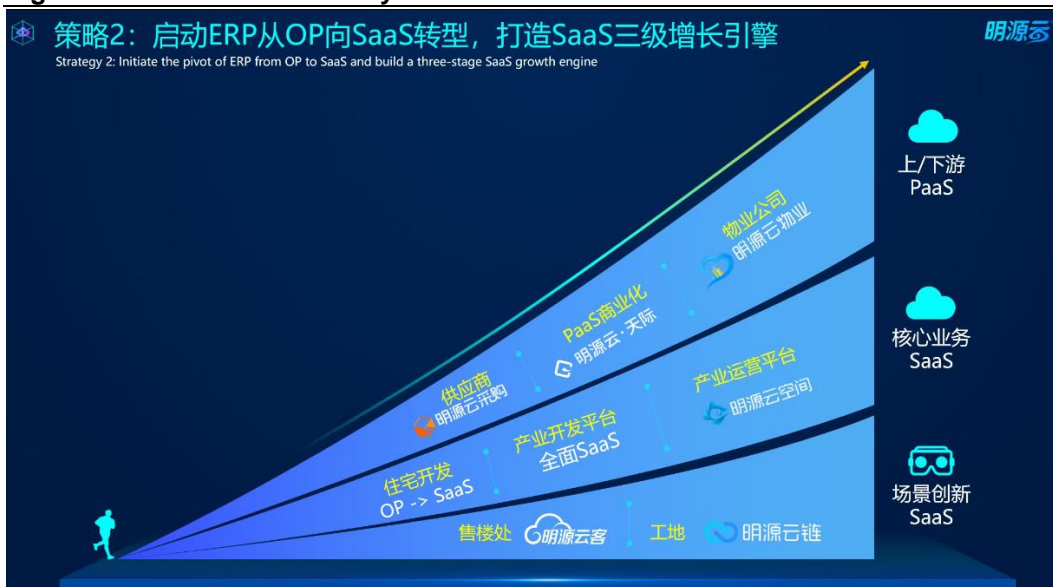 策略2：启动ERP从OP向SaaS转型，打造SaaS三级增长引擎
明源云
Strategy 2: Initiate the pivot of ERP from OP to SaaS and build a three-stage SaaS growth engine
上/下游
PaaS
物业公司
明源云物业
PaaS商业化
明源云·天际
供应商
明源云采购
核心业务
SaaS
产业运营平台
明源云空间
产业开发平台
全面SaaS
住宅开发
OP -> SaaS
场景创新
SaaS
售楼处 明源云客 工地 明源云链